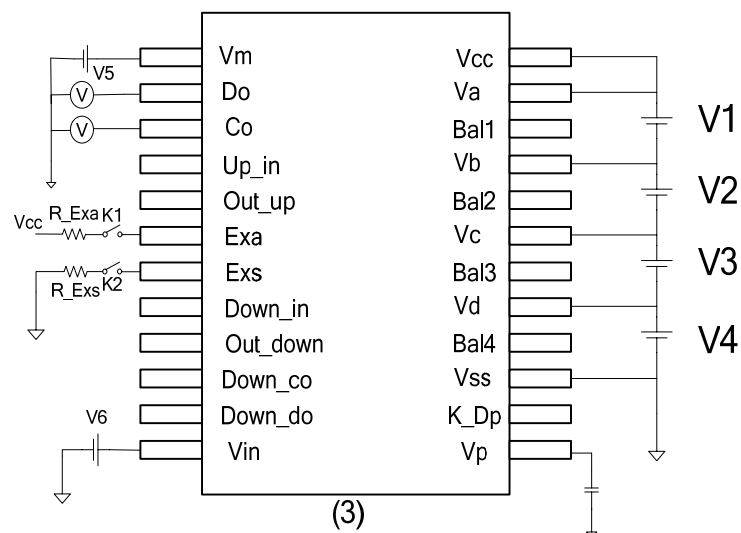 Vm
Vcc
V5
Do
Va
V
V1
Co
Bal1
V
Up_in
Vb
V2
Out_up
Bal2
R_Exa K1
Vcc
Exa
Vc
V3
Exs
Bal3
R_Exs K2
Down_in
Vd
V4
Out_down
Bal4
Down_co
Vss
V6
Down_do
K_Dp
Vin
Vp
(3)